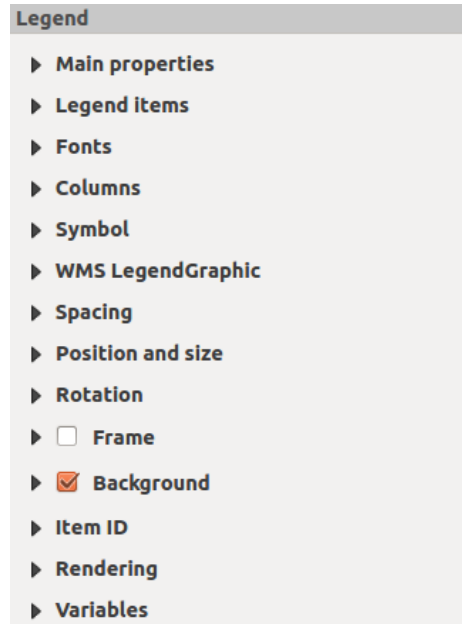 Legend
Main properties
Legend items
Fonts
Columns
Symbol
WMS LegendGraphic
Spacing
Position and size
Rotation
Frame
Background
Item ID
Rendering
Variables